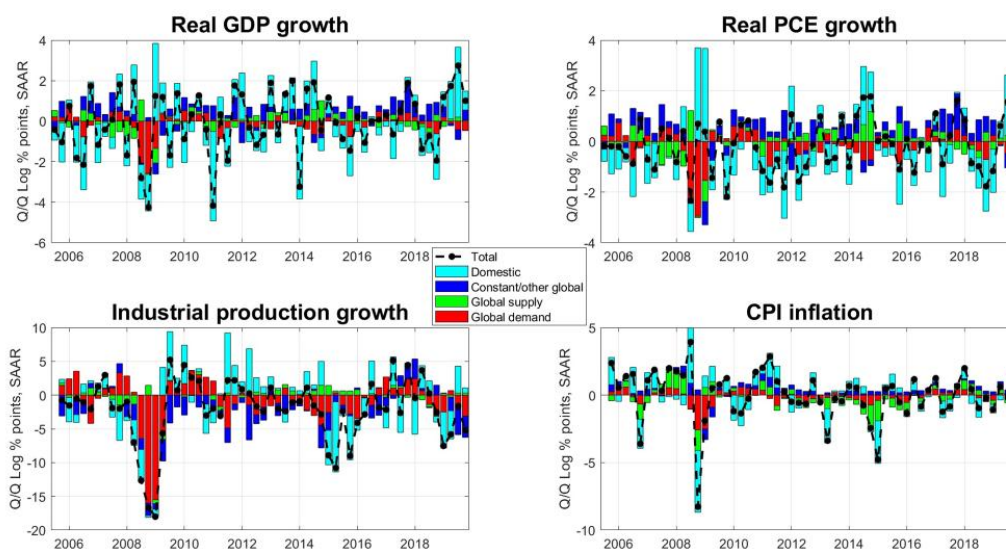 Real GDP growth
Q/Q Log % points, SAAR
4
2
0
-2
-4
-6
2006 2008 2010 2012 2014 2016 2018
Real PCE growth
Q/Q Log % points, SAAR
4
2
0
-2
-4
2006 2008 2010 2012 2014 2016 2018
Total
Domestic
Constant/other global
Global supply
Global demand
Industrial production growth
Q/Q Log % points, SAAR
10
5
0
-5
-10
-15
-20
2006 2008 2010 2012 2014 2016 2018
CPI inflation
Q/Q Log % points, SAAR
5
0
-5
-10
2006 2008 2010 2012 2014 2016 2018